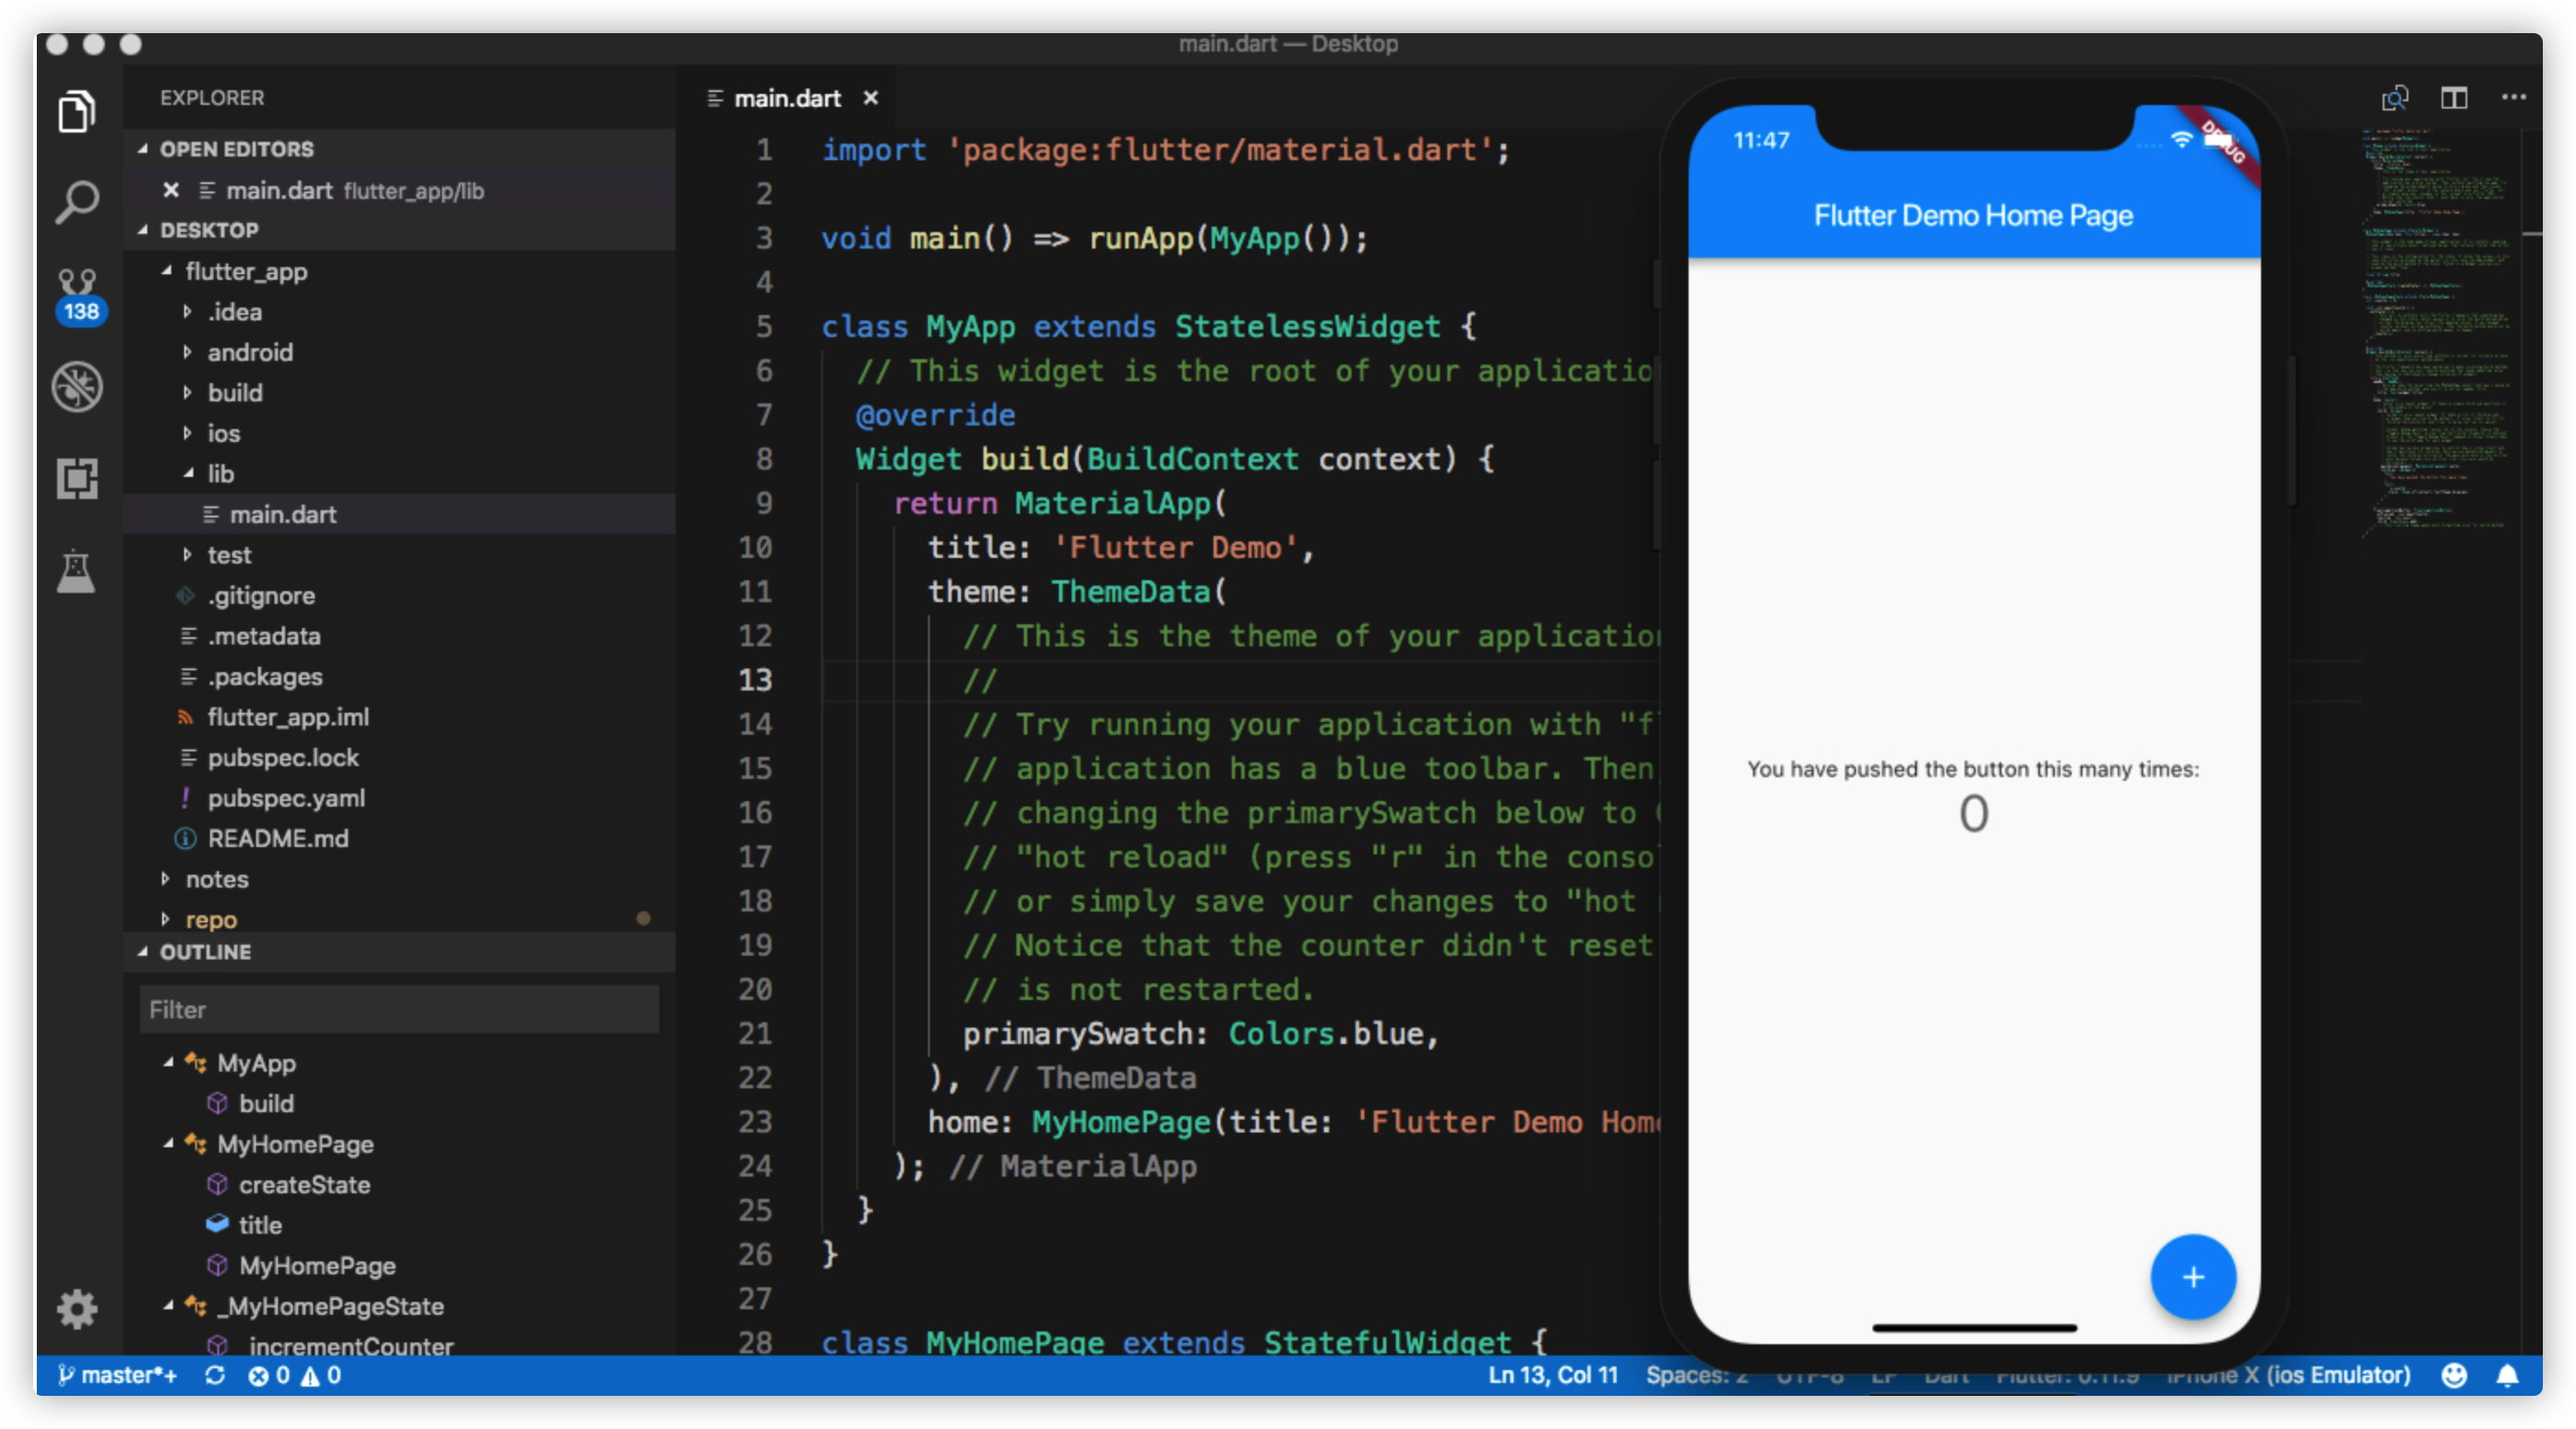 main.dart — Desktop
EXPLORER
OPEN EDITORS
main.dart flutter_app/lib
DESKTOP
flutter_app
.idea
android
build
ios
lib
main.dart
test
.gitignore
.metadata
.packages
flutter_app.iml
pubspec.lock
pubspec.yaml
README.md
notes
repo
OUTLINE
Filter
MyApp
build
MyHomePage
createState
title
MyHomePage
_MyHomePageState
_incrementCounter
138
main.dart
1 import 'package:flutter/material.dart';
2
3 void main() => runApp(MyApp());
4
5 class MyApp extends StatelessWidget {
6 // This widget is the root of your applicatio
7 @override
8 Widget build(BuildContext context) {
9 return MaterialApp(
10 title: 'Flutter Demo',
11 theme: ThemeData(
12 // This is the theme of your application
13 //
14 // Try running your application with "fl
15 // application has a blue toolbar. Then,
16 // changing the primarySwatch below to
17 // "hot reload" (press "r" in the consol
18 // or simply save your changes to "hot
19 // Notice that the counter didn't reset
20 // is not restarted.
21 primarySwatch: Colors.blue,
22 ), // ThemeData
23 home: MyHomePage(title: 'Flutter Demo Home
24 ); // MaterialApp
25 }
26 }
27
28 class MyHomePage extends StatefulWidget {
11:47
DEBUG
Flutter Demo Home Page
You have pushed the button this many times:
0
+
master*+ 0 0 Ln 13, Col 11 Spaces: 2 UTF-8 LF Dart Flutter: 0.11.9 iPhone X (ios Emulator)